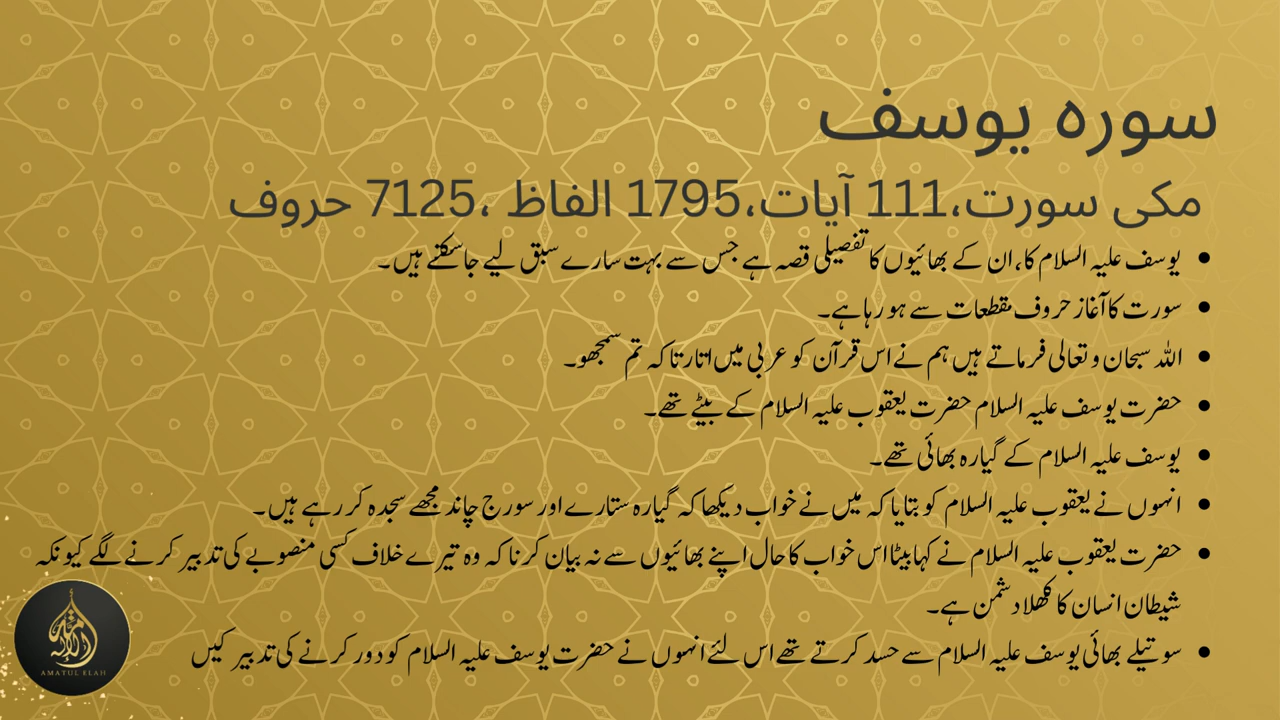 سورہ یوسف
مکی سورت،111 آیات،1795 الفاظ ،7125 حروف
• یوسف علیہ السلام کا،ان کے بھائیوں کا تفصیلی قصہ ہے جس سے بہت سارے سبق لیے جاسکتے ہیں۔
• سورت کا آغاز حروف مقطعات سے ہو رہا ہے۔
• اللہ سبحان و تعالی فرماتے ہیں ہم نے اس قرآن کو عربی میں اتارتا کہ تم سمجھو۔
• حضرت یوسف علیہ السلام حضرت یعقوب علیہ السلام کے بیٹے تھے۔
• یوسف علیہ السلام کے گیارہ بھائی تھے۔
• انہوں نے یعقوب علیہ السلام کو بتایا کہ میں نے خواب دیکھا کہ گیارہ ستارے اور سورج چاند مجھے سجدہ کر رہے ہیں۔
• حضرت یعقوب علیہ السلام نے کہا بیٹا اس خواب کا حال اپنے بھائیوں سے نہ بیان کرنا کہ وہ تیرے خلاف کسی منصوبے کی تدبیر کرنے لگے کیونکہ
شیطان انسان کا کھلا دشمن ہے۔
• سوتیلے بھائی یوسف علیہ السلام سے حسد کرتے تھے اس لئے انہوں نے حضرت یوسف علیہ السلام کو دور کرنے کی تدبیر کیں
AMATUL ELAH